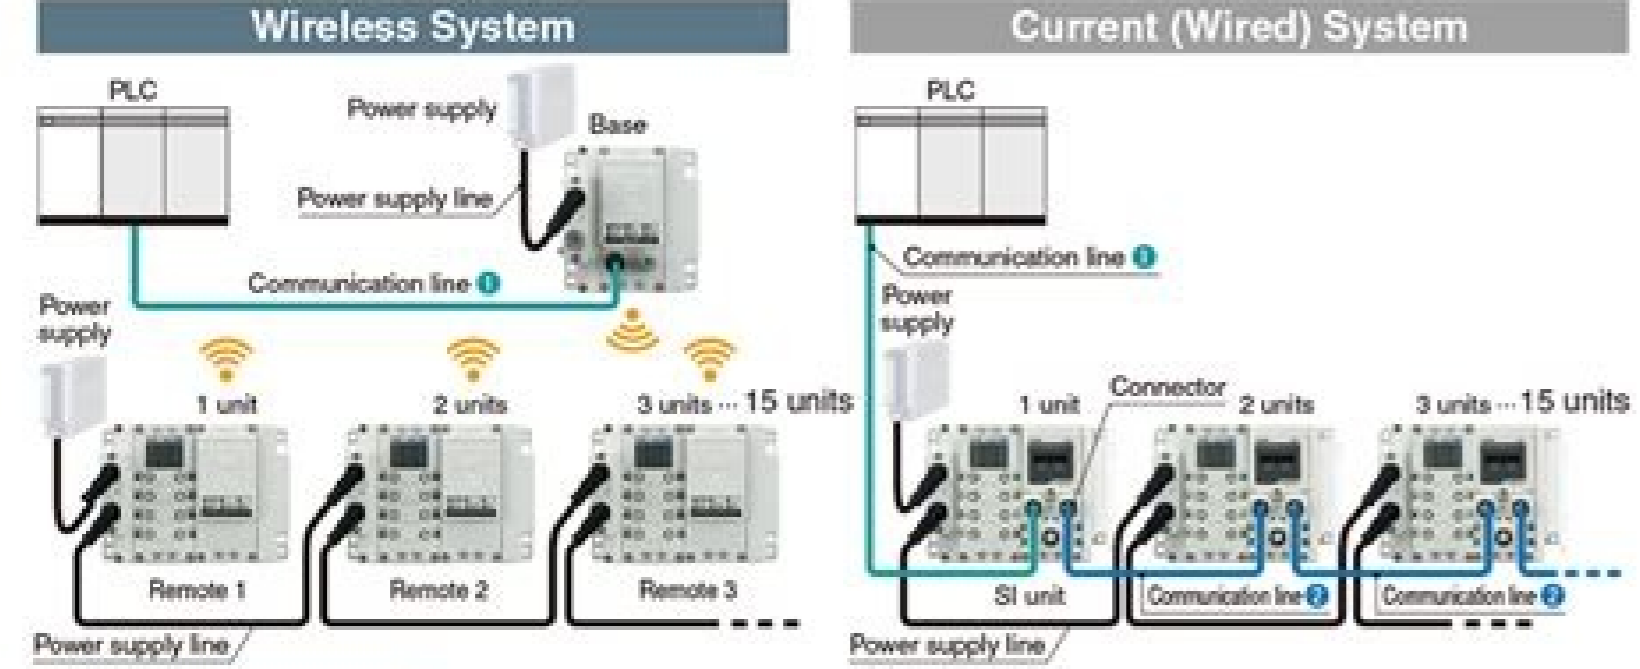 Wireless System
PLC
Power supply
Base
Power supply line
Communication line 1
Power
supply
1 unit
2 units
3 units ··· 15 units
Remote 1
Remote 2
Remote 3
Power supply line
Current (Wired) System
PLC
Communication line 1
Power
supply
Connector
1 unit
2 units
3 units ··· 15 units
SI unit
Communication line 2
Communication line 2
Power supply line